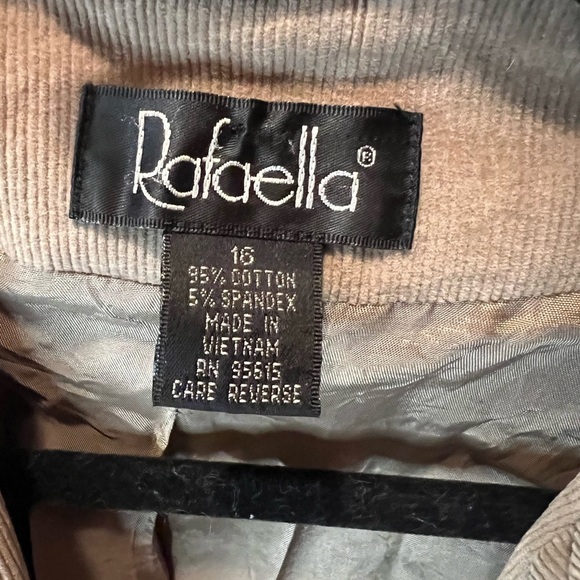 Rafaella®
16
95% COTTON
5% SPANDEX
MADE IN
VIETNAM
RN 95615
CARE REVERSE